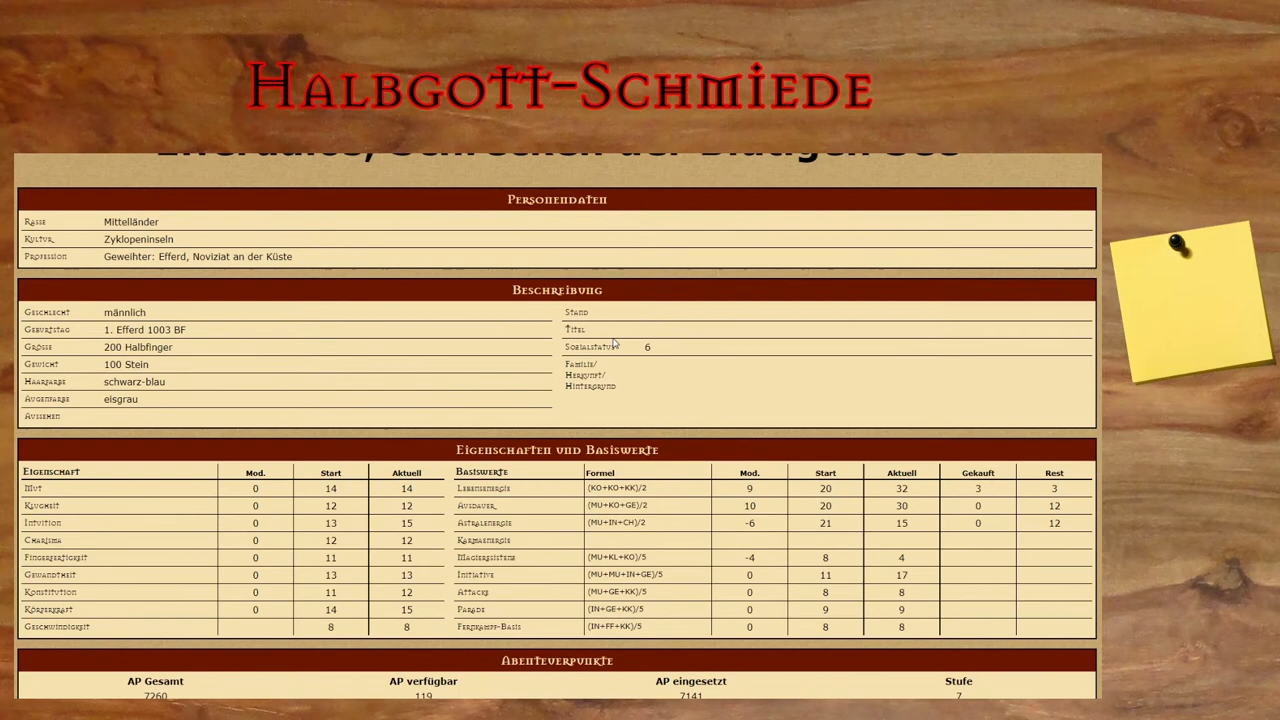 Halbgott-Schmiede
Personendaten
Rasse Mittelländer
Kultur Zyklopeninseln
Profession Geweihter: Efferd, Noviziat an der Küste
Beschreibung
Geschlecht männlich Stand
Geburtstag 1. Efferd 1003 BF Titel
Grösse 200 Halbfinger Sozialstatus 6
Gewicht 100 Stein Familie/
Herkunft/
Haarfarbe schwarz-blau Hintergrund
Augenfarbe eisgrau
Aussehen
Eigenschaften und Basiswerte
Eigenschaft Mod. Start Aktuell Basiswerte Formel Mod. Start Aktuell Gekauft Rest
Mut 0 14 14 Lebensenergie (KO+KO+KK)/2 9 20 32 3 3
Klugheit 0 12 12 Ausdauer (MU+KO+GE)/2 10 20 30 0 12
Intuition 0 13 15 Astralenergie (MU+IN+CH)/2 -6 21 15 0 12
Charisma 0 12 12 Karmaenergie
Fingerfertigkeit 0 11 11 Magieresistenz (MU+KL+KO)/5 -4 8 4
Gewandtheit 0 13 13 Initiative (MU+MU+IN+GE)/5 0 11 17
Konstitution 0 11 12 Attacke (MU+GE+KK)/5 0 8 8
Körperkraft 0 14 15 Parade (IN+GE+KK)/5 0 9 9
Geschwindigkeit 8 8 Fernkampf-Basis (IN+FF+KK)/5 0 8 8
Abenteuerpunkte
AP Gesamt AP verfügbar AP eingesetzt Stufe
7260 119 7141 7